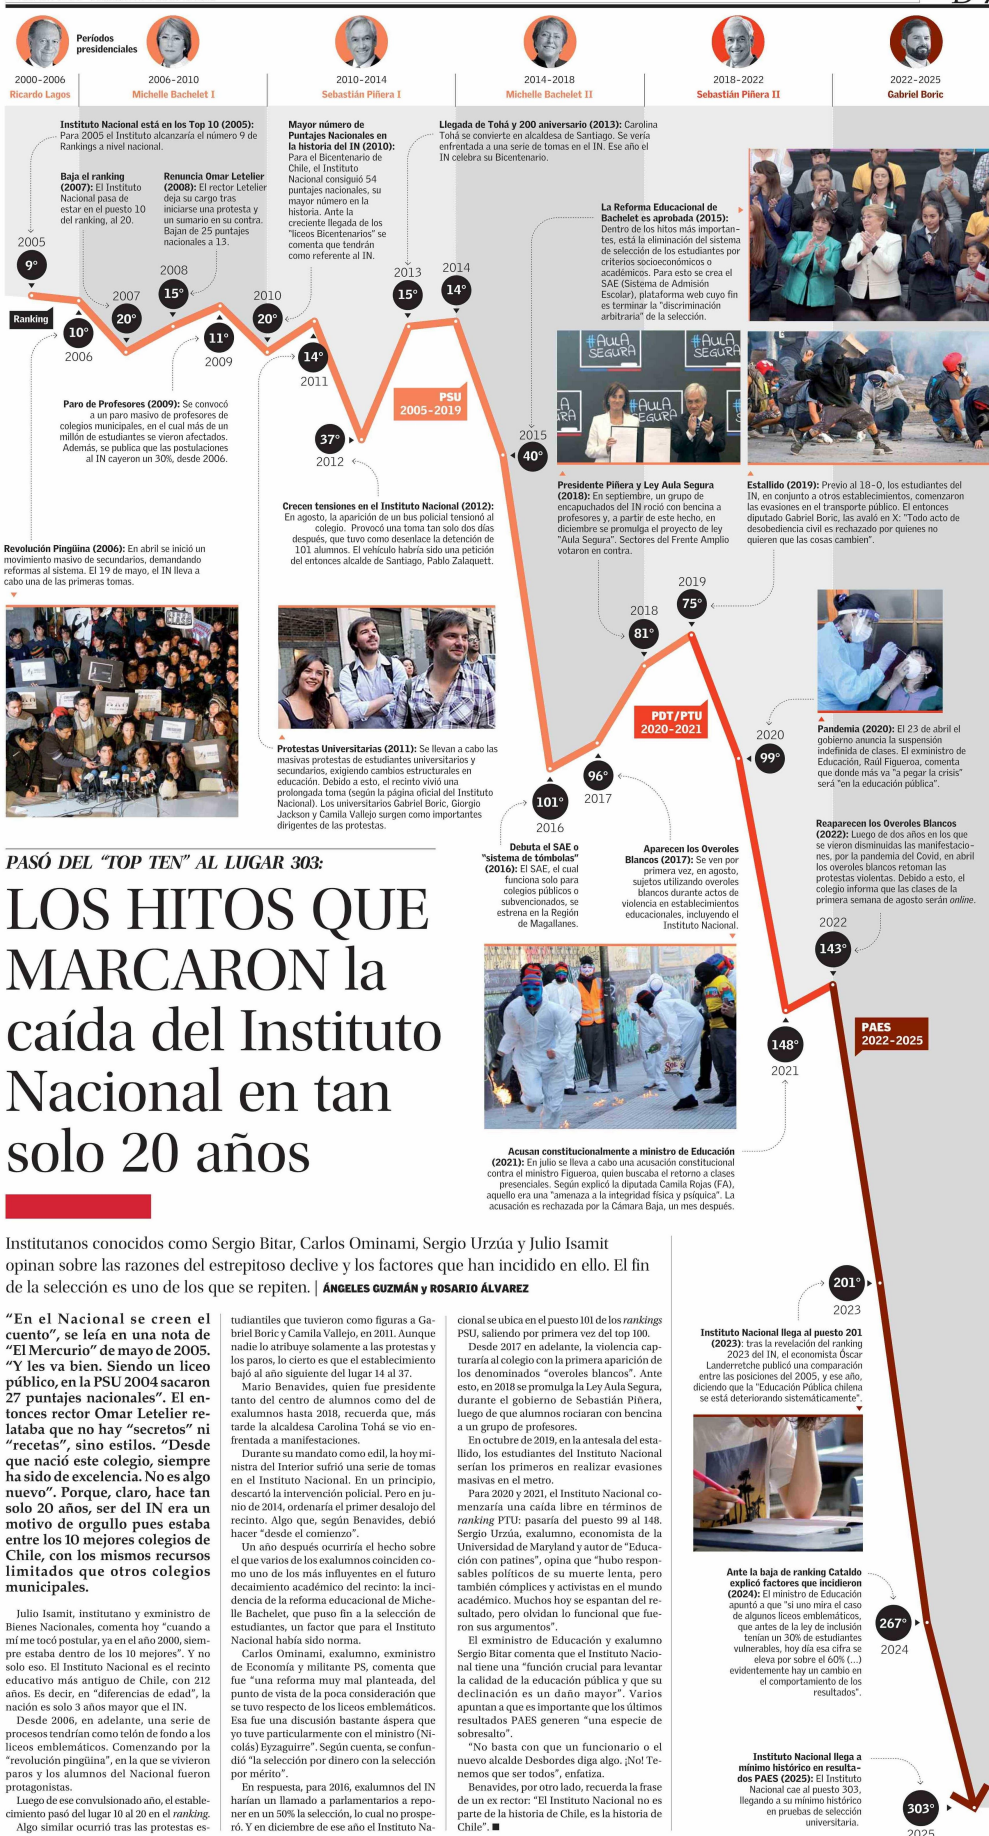 Períodos
presidenciales
2000-2006
Ricardo Lagos
2006-2010
Michelle Bachelet I
2010-2014
Sebastián Piñera I
2014-2018
Michelle Bachelet II
2018-2022
Sebastián Piñera II
2022-2025
Gabriel Boric
Instituto Nacional está en los Top 10 (2005):
Para 2005 el Instituto alcanzaría el número 9 de
Rankings a nivel nacional.
Baja el ranking
(2007): El Instituto
Nacional pasa de
estar en el puesto 10
del ranking, al 20.
Renuncia Omar Letelier
(2008): El rector Letelier
deja su cargo tras
iniciarse una protesta y
un sumario en su contra.
Bajan de 25 puntajes
nacionales a 13.
Mayor número de
Puntajes Nacionales en
la historia del IN (2010):
Para el Bicentenario de
Chile, el Instituto
Nacional consiguió 54
puntajes nacionales, su
mayor número en la
historia. Ante la
creciente llegada de los
"liceos Bicentenarios" se
comenta que tendrán
como referente al IN.
Llegada de Tohá y 200 aniversario (2013): Carolina
Tohá se convierte en alcaldesa de Santiago. Se vería
enfrentada a una serie de tomas en el IN. Ese año el
IN celebra su Bicentenario.
La Reforma Educacional de
Bachelet es aprobada (2015):
Dentro de los hitos más importan-
tes, está la eliminación del sistema
de selección de los estudiantes por
criterios socioeconómicos o
académicos. Para esto se crea el
SAE (Sistema de Admisión
Escolar), plataforma web cuyo fin
es terminar la "discriminación
arbitraria" de la selección.
2005
9°
Ranking
10°
2006
2007
20°
2008
15°
11°
2009
2010
20°
14°
2011
37°
2012
2013
15°
2014
14°
PSU
2005-2019
2015
40°
#AULA
SEGURA
#AULA
SEGURA
#AULA
SEGURA
Paro de Profesores (2009): Se convocó
a un paro masivo de profesores de
colegios municipales, en el cual más de un
millón de estudiantes se vieron afectados.
Además, se publica que las postulaciones
al IN cayeron un 30%, desde 2006.
Crecen tensiones en el Instituto Nacional (2012):
En agosto, la aparición de un bus policial tensionó al
colegio. Provocó una toma tan solo dos días
después, que tuvo como desenlace la detención de
101 alumnos. El vehículo habría sido una petición
del entonces alcalde de Santiago, Pablo Zalaquett.
Presidente Piñera y Ley Aula Segura
(2018): En septiembre, un grupo de
encapuchados del IN roció con bencina a
profesores y, a partir de este hecho, en
diciembre se promulga el proyecto de ley
"Aula Segura". Sectores del Frente Amplio
votaron en contra.
Estallido (2019): Previo al 18-0, los estudiantes del
IN, en conjunto a otros establecimientos, comenzaron
las evasiones en el transporte público. El entonces
diputado Gabriel Boric, las avaló en X: "Todo acto de
desobediencia civil es rechazado por quienes no
quieren que las cosas cambien".
Revolución Pingüina (2006): En abril se inició un
movimiento masivo de secundarios, demandando
reformas al sistema. El 19 de mayo, el IN lleva a
cabo una de las primeras tomas.
Protestas Universitarias (2011): Se llevan a cabo las
masivas protestas de estudiantes universitarios y
secundarios, exigiendo cambios estructurales en
educación. Debido a esto, el recinto vivió una
prolongada toma (según la página oficial del Instituto
Nacional). Los universitarios Gabriel Boric, Giorgio
Jackson y Camila Vallejo surgen como importantes
dirigentes de las protestas.
2018
81°
2019
75°
PDT/PTU
2020-2021
2020
99°
96°
2017
101°
2016
Pandemia (2020): El 23 de abril el
gobierno anuncia la suspensión
indefinida de clases. El exministro de
Educación, Raúl Figueroa, comenta
que donde más va "a pegar la crisis"
será "en la educación pública".
Debuta el SAE o
"sistema de tómbolas"
(2016): El SAE, el cual
funciona solo para
colegios públicos o
subvencionados, se
estrena en la Región
de Magallanes.
Aparecen los Overoles
Blancos (2017): Se ven por
primera vez, en agosto,
sujetos utilizando overoles
blancos durante actos de
violencia en establecimientos
educacionales, incluyendo el
Instituto Nacional.
Reaparecen los Overoles Blancos
(2022): Luego de dos años en los que
se vieron disminuidas las manifestacio-
nes, por la pandemia del Covid, en abril
los overoles blancos retoman las
protestas violentas. Debido a esto, el
colegio informa que las clases de la
primera semana de agosto serán online.
2022
143°
148°
2021
PAES
2022-2025
PASÓ DEL "TOP TEN" AL LUGAR 303:
LOS HITOS QUE
MARCARON la
caída del Instituto
Nacional en tan
solo 20 años
Acusan constitucionalmente a ministro de Educación
(2021): En julio se lleva a cabo una acusación constitucional
contra el ministro Figueroa, quien buscaba el retorno a clases
presenciales. Según explicó la diputada Camila Rojas (FA),
aquello era una "amenaza a la integridad física y psíquica". La
acusación es rechazada por la Cámara Baja, un mes después.
Institutanos conocidos como Sergio Bitar, Carlos Ominami, Sergio Urzúa y Julio Isamit
opinan sobre las razones del estrepitoso declive y los factores que han incidido en ello. El fin
de la selección es uno de los que se repiten. | ÁNGELES GUZMÁN y ROSARIO ÁLVAREZ
"En el Nacional se creen el
cuento", se leía en una nota de
"El Mercurio" de mayo de 2005.
"Y les va bien. Siendo un liceo
público, en la PSU 2004 sacaron
27 puntajes nacionales". El en-
tonces rector Omar Letelier re-
lataba que no hay "secretos" ni
"recetas", sino estilos. "Desde
que nació este colegio, siempre
ha sido de excelencia. No es algo
nuevo". Porque, claro, hace tan
solo 20 años, ser del IN era un
motivo de orgullo pues estaba
entre los 10 mejores colegios de
Chile, con los mismos recursos
limitados que otros colegios
municipales.
Julio Isamit, institutano y exministro de
Bienes Nacionales, comenta hoy "cuando a
mí me tocó postular, ya en el año 2000, siem-
pre estaba dentro de los 10 mejores". Y no
solo eso. El Instituto Nacional es el recinto
educativo más antiguo de Chile, con 212
años. Es decir, en "diferencias de edad", la
nación es solo 3 años mayor que el IN.
Desde 2006, en adelante, una serie de
procesos tendrían como telón de fondo a los
liceos emblemáticos. Comenzando por la
"revolución pingüina", en la que se vivieron
paros y los alumnos del Nacional fueron
protagonistas.
Luego de ese convulsionado año, el estable-
cimiento pasó del lugar 10 al 20 en el ranking.
Algo similar ocurrió tras las protestas es-
tudiantiles que tuvieron como figuras a Ga-
briel Boric y Camila Vallejo, en 2011. Aunque
nadie lo atribuye solamente a las protestas y
los paros, lo cierto es que el establecimiento
bajó al año siguiente del lugar 14 al 37.
Mario Benavides, quien fue presidente
tanto del centro de alumnos como del de
exalumnos hasta 2018, recuerda que, más
tarde la alcaldesa Carolina Tohá se vio en-
frentada a manifestaciones.
Durante su mandato como edil, la hoy mi-
nistra del Interior sufrió una serie de tomas
en el Instituto Nacional. En un principio,
descartó la intervención policial. Pero en ju-
nio de 2014, ordenaría el primer desalojo del
recinto. Algo que, según Benavides, debió
hacer "desde el comienzo".
Un año después ocurriría el hecho sobre
el que varios de los exalumnos coinciden co-
mo uno de los más influyentes en el futuro
decaimiento académico del recinto: la inci-
dencia de la reforma educacional de Miche-
lle Bachelet, que puso fin a la selección de
estudiantes, un factor que para el Instituto
Nacional había sido norma.
Carlos Ominami, exalumno, exministro
de Economía y militante PS, comenta que
fue "una reforma muy mal planteada, del
punto de vista de la poca consideración que
se tuvo respecto de los liceos emblemáticos.
Esa fue una discusión bastante áspera que
yo tuve particularmente con el ministro (Ni-
colás) Eyzaguirre". Según cuenta, se confun-
dió "la selección por dinero con la selección
por mérito".
En respuesta, para 2016, exalumnos del IN
harían un llamado a parlamentarios a repo-
ner en un 50% la selección, lo cual no prospe-
ró. Y en diciembre de ese año el Instituto Na-
cional se ubica en el puesto 101 de los rankings
PSU, saliendo por primera vez del top 100.
Desde 2017 en adelante, la violencia cap-
turaría al colegio con la primera aparición de
los denominados "overoles blancos". Ante
esto, en 2018 se promulga la Ley Aula Segura,
durante el gobierno de Sebastián Piñera,
luego de que alumnos rociaran con bencina
a un grupo de profesores.
En octubre de 2019, en la antesala del esta-
llido, los estudiantes del Instituto Nacional
serían los primeros en realizar evasiones
masivas en el metro.
Para 2020 y 2021, el Instituto Nacional co-
menzaría una caída libre en términos de
ranking PTU: pasaría del puesto 99 al 148.
Sergio Urzúa, exalumno, economista de la
Universidad de Maryland y autor de "Educa-
ción con patines", opina que "hubo respon-
sables políticos de su muerte lenta, pero
también cómplices y activistas en el mundo
académico. Muchos hoy se espantan del re-
sultado, pero olvidan lo funcional que fue-
ron sus argumentos".
El exministro de Educación y exalumno
Sergio Bitar comenta que el Instituto Nacio-
nal tiene una "función crucial para levantar
la calidad de la educación pública y que su
declinación es un daño mayor". Varios
apuntan a que es importante que los últimos
resultados PAES generen "una especie de
sobresalto".
"No basta con que un funcionario o el
nuevo alcalde Desbordes diga algo. ¡No! Te-
nemos que ser todos", enfatiza.
Benavides, por otro lado, recuerda la frase
de un ex rector: "El Instituto Nacional no es
parte de la historia de Chile, es la historia de
Chile". ■
201°
2023
Instituto Nacional llega al puesto 201
(2023): tras la revelación del ranking
2023 del IN, el economista Óscar
Landerretche publicó una comparación
entre las posiciones del 2005, y ese año,
diciendo que la "Educación Pública chilena
se está deteriorando sistemáticamente".
Ante la baja de ranking Cataldo
explicó factores que incidieron
(2024): El ministro de Educación
apuntó a que "si uno mira el caso
de algunos liceos emblemáticos,
que antes de la ley de inclusión
tenían un 30% de estudiantes
vulnerables, hoy día esa cifra se
eleva por sobre el 60% (...)
evidentemente hay un cambio en
el comportamiento de los
resultados".
267°
2024
Instituto Nacional llega a
mínimo histórico en resulta-
dos PAES (2025): El Instituto
Nacional cae al puesto 303,
llegando a su mínimo histórico
en pruebas de selección
universitaria.
303°
2025